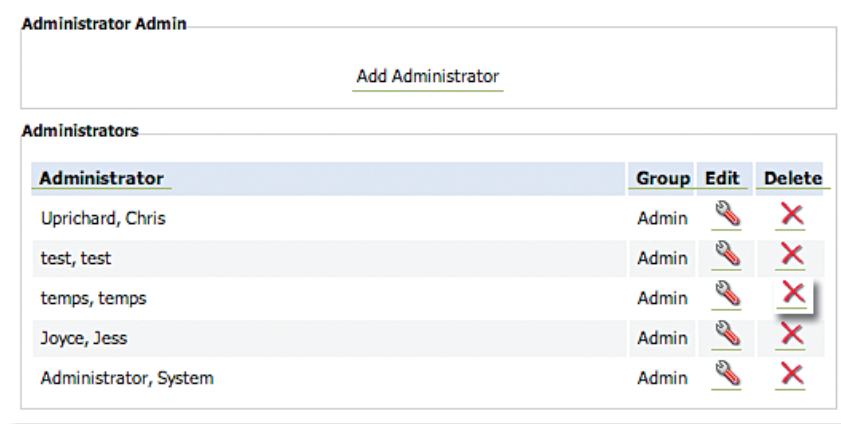 Administrator Admin
Add Administrator
Administrators
Administrator Group Edit Delete
Uprichard, Chris Admin
test, test Admin
temps, temps Admin
Joyce, Jess Admin
Administrator, System Admin